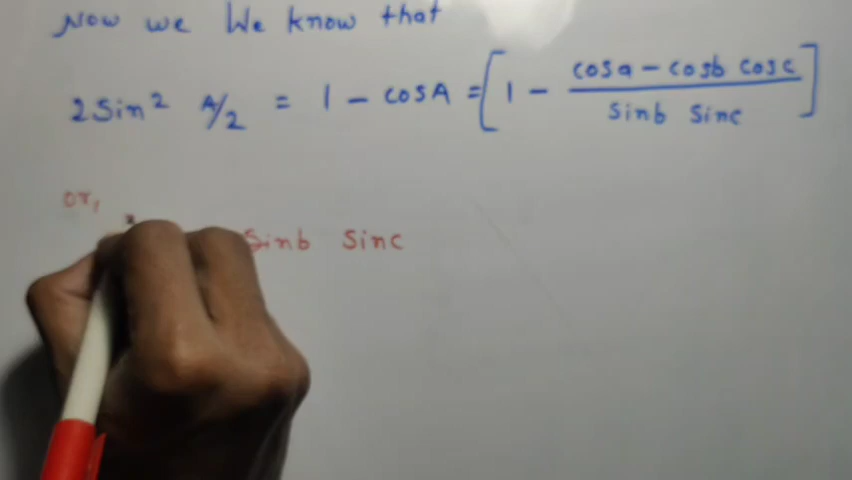 Now we We know that
2Sin² A/2 = 1 - cosA = [1 - (cosa - cosb cosc)/(Sinb Sinc)]
or,
Sinb Sinc